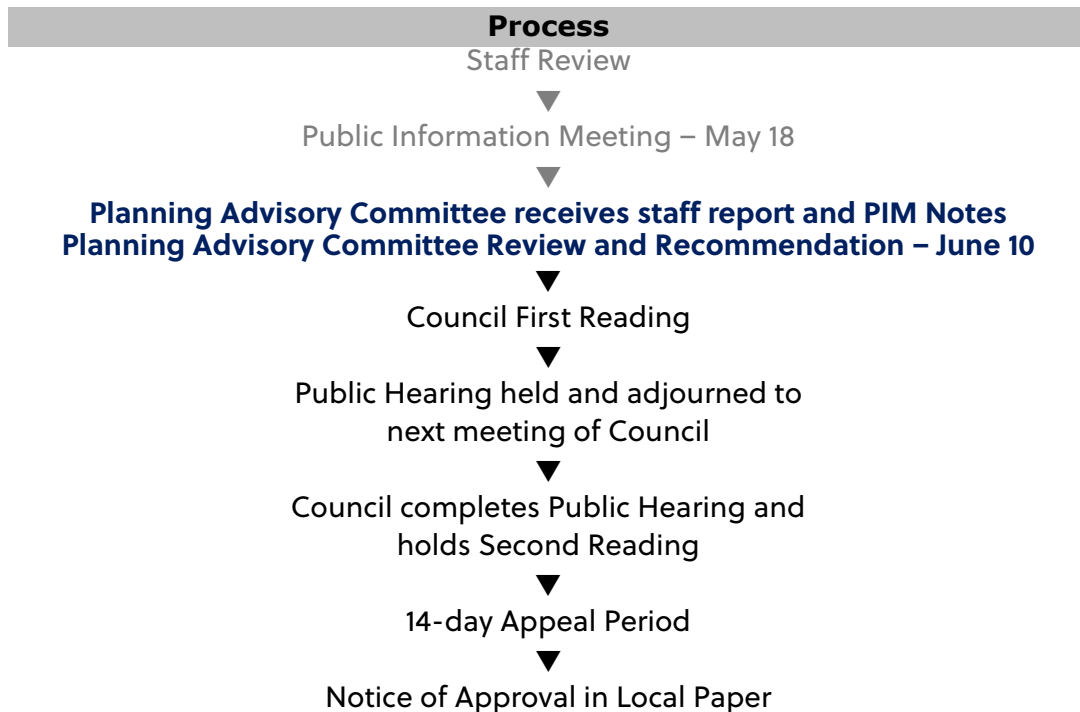 Process
Staff Review
Public Information Meeting – May 18
Planning Advisory Committee receives staff report and PIM Notes
Planning Advisory Committee Review and Recommendation – June 10
Council First Reading
Public Hearing held and adjourned to
next meeting of Council
Council completes Public Hearing and
holds Second Reading
14-day Appeal Period
Notice of Approval in Local Paper